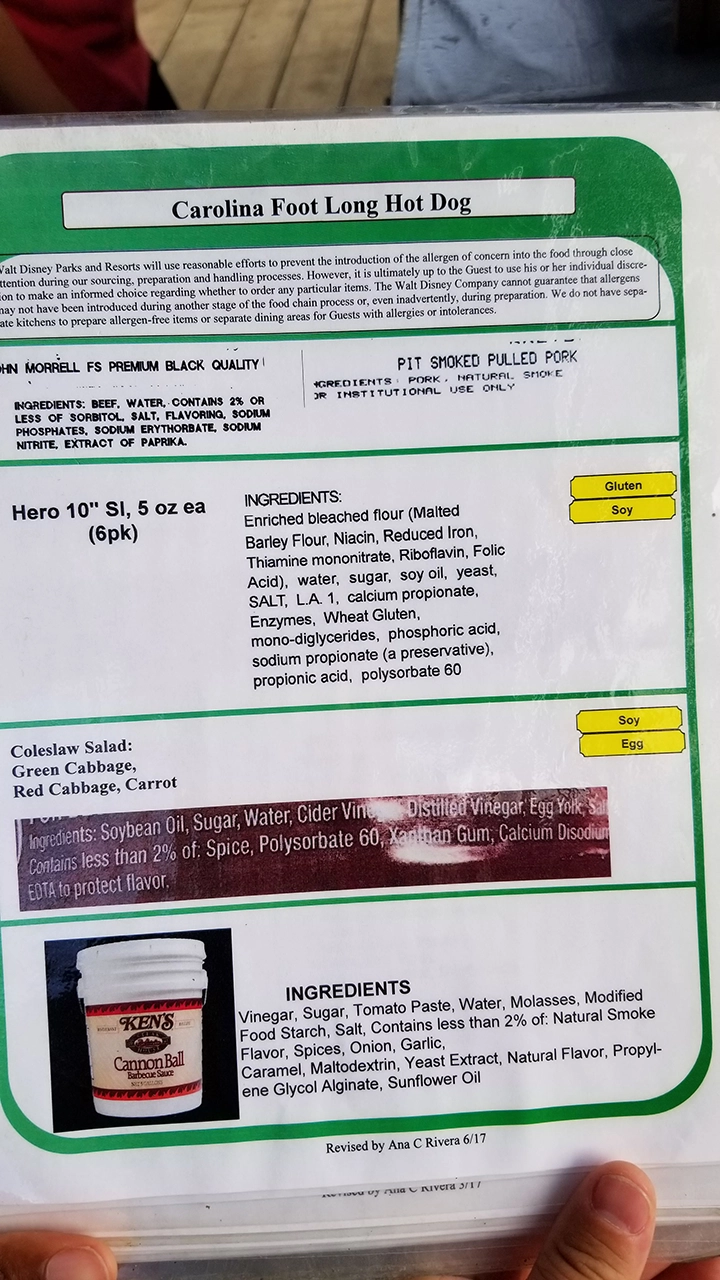 Carolina Foot Long Hot Dog
Walt Disney Parks and Resorts will use reasonable efforts to prevent the introduction of the allergen of concern into the food through close
ttention during our sourcing, preparation and handling processes. However, it is ultimately up to the Guest to use his or her individual discre-
ion to make an informed choice regarding whether to order any particular items. The Walt Disney Company cannot guarantee that allergens
may not have been introduced during another stage of the food chain process or, even inadvertently, during preparation. We do not have sepa-
ate kitchens to prepare allergen-free items or separate dining areas for Guests with allergies or intolerances.
HN MORRELL FS PREMIUM BLACK QUALITY
INGREDIENTS: BEEF, WATER, CONTAINS 2% OR
LESS OF SORBITOL, SALT, FLAVORING, SODIUM
PHOSPHATES, SODIUM ERYTHORBATE, SODIUM
NITRITE, EXTRACT OF PAPRIKA.
PIT SMOKED PULLED PORK
NGREDIENTS: PORK, NATURAL SMOKE
OR INSTITUTIONAL USE ONLY
Hero 10" Sl, 5 oz ea
(6pk)
INGREDIENTS:
Enriched bleached flour (Malted
Barley Flour, Niacin, Reduced Iron,
Thiamine mononitrate, Riboflavin, Folic
Acid), water, sugar, soy oil, yeast,
SALT, L.A. 1, calcium propionate,
Enzymes, Wheat Gluten,
mono-diglycerides, phosphoric acid,
sodium propionate (a preservative),
propionic acid, polysorbate 60
Gluten
Soy
Coleslaw Salad:
Green Cabbage,
Red Cabbage, Carrot
Soy
Egg
Ingredients: Soybean Oil, Sugar, Water, Cider Distilled Vinegar, Egg Yolk,
Contains less than 2% of: Spice, Polysorbate 60, Xanthan Gum, Calcium Disodium
EDTA to protect flavor.
KEN'S
Cannon Ball
Barbecue Sauce
INGREDIENTS
Vinegar, Sugar, Tomato Paste, Water, Molasses, Modified
Food Starch, Salt, Contains less than 2% of: Natural Smoke
Flavor, Spices, Onion, Garlic,
Caramel, Maltodextrin, Yeast Extract, Natural Flavor, Propyl-
ene Glycol Alginate, Sunflower Oil
Revised by Ana C Rivera 6/17
Revised by Ana C Rivera 5/17